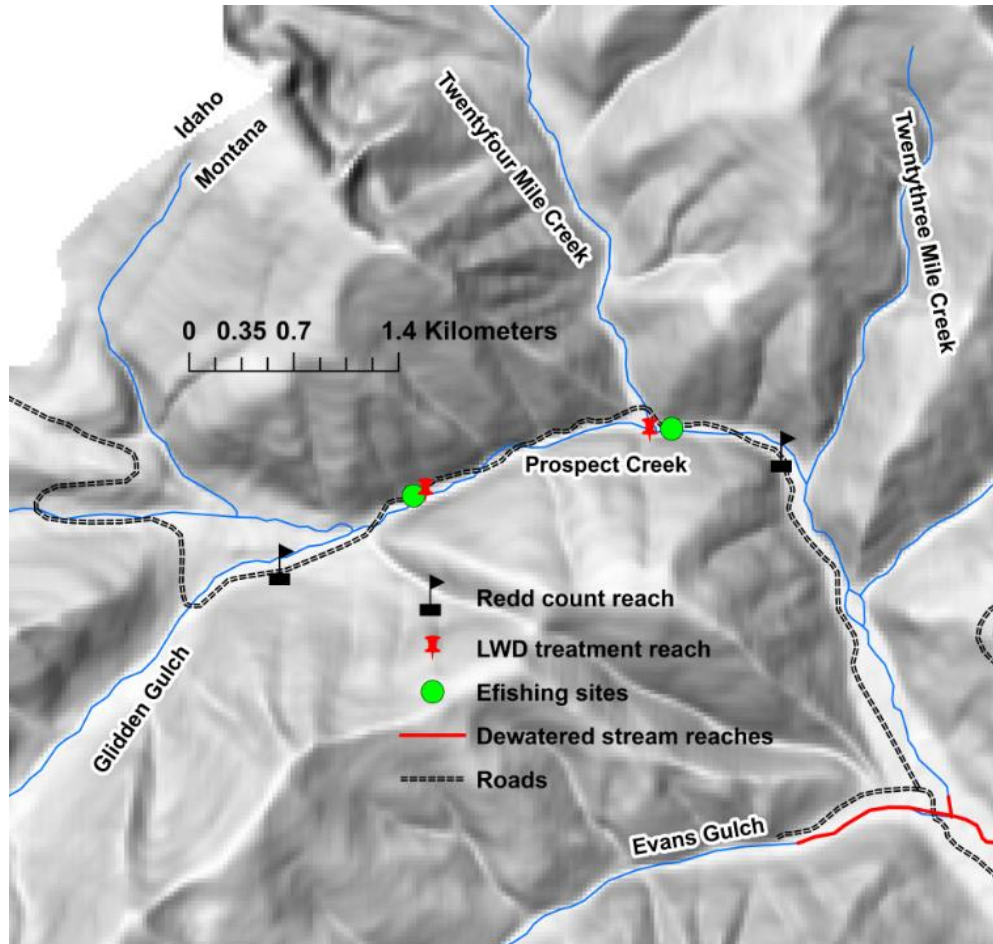 Idaho
Montana
Twentyfour Mile Creek
Twentythree Mile Creek
0 0.35 0.7 1.4 Kilometers
Prospect Creek
Glidden Gulch
Redd count reach
LWD treatment reach
Efishing sites
Dewatered stream reaches
Roads
Evans Gulch